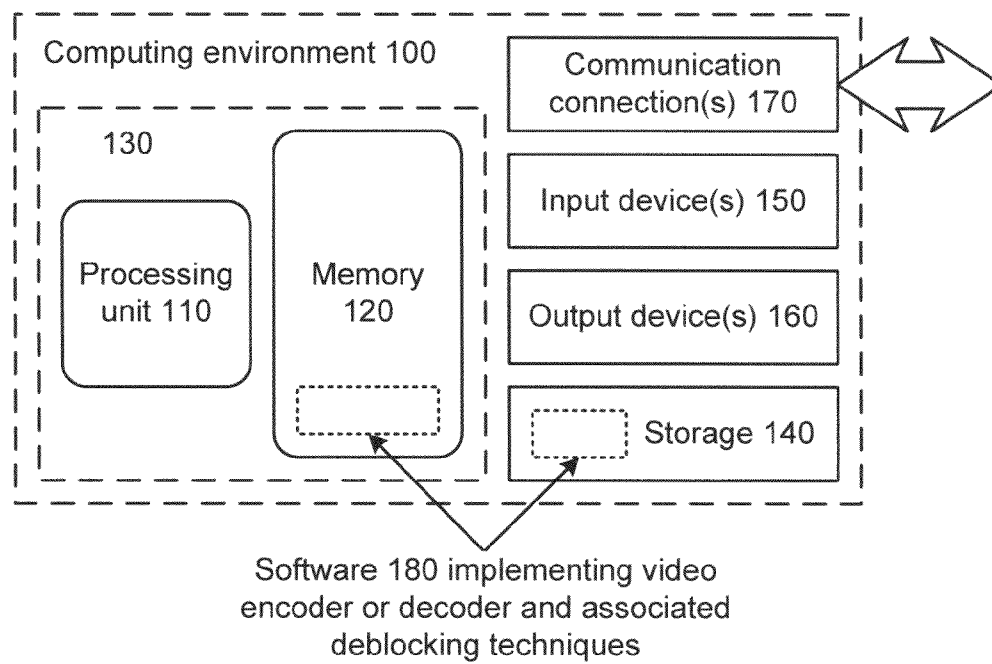 Computing environment 100
Communication
connection(s) 170
130
Input device(s) 150
Processing
unit 110
Memory
120
Output device(s) 160
Storage 140
Software 180 implementing video
encoder or decoder and associated
deblocking techniques